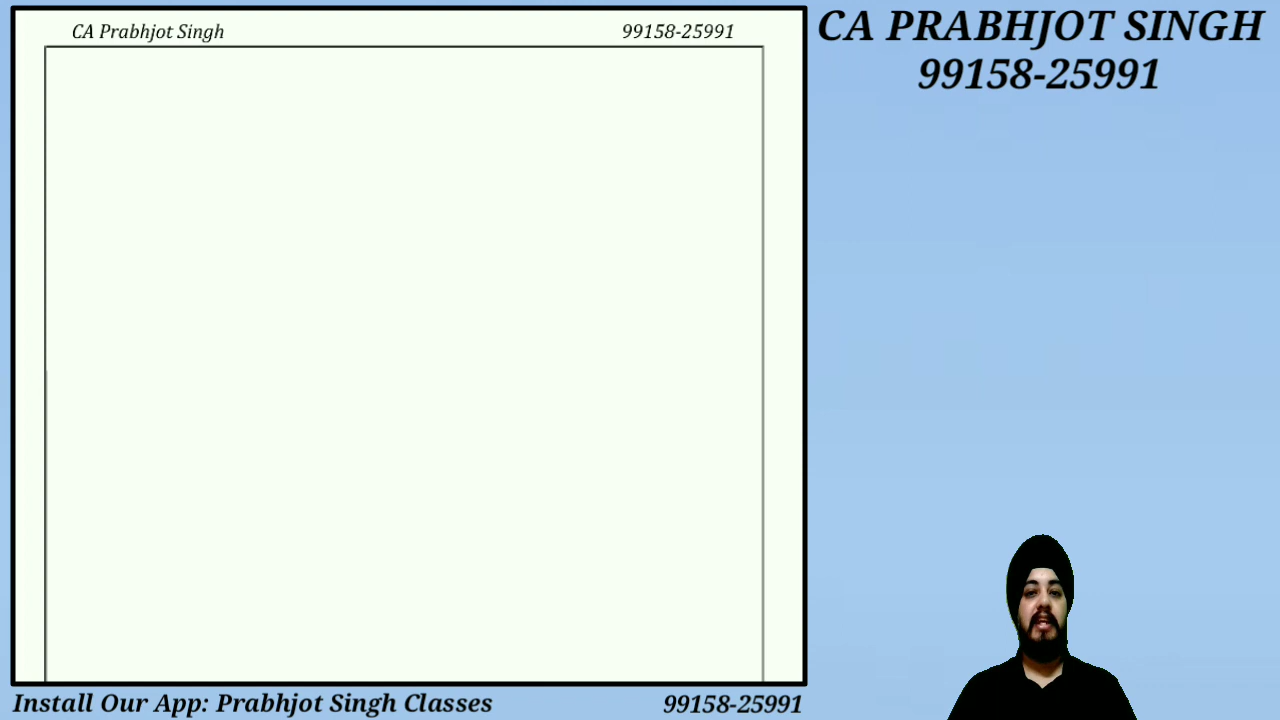 CA Prabhjot Singh 99158-25991
CA PRABHJOT SINGH
99158-25991
Install Our App: Prabhjot Singh Classes 99158-25991